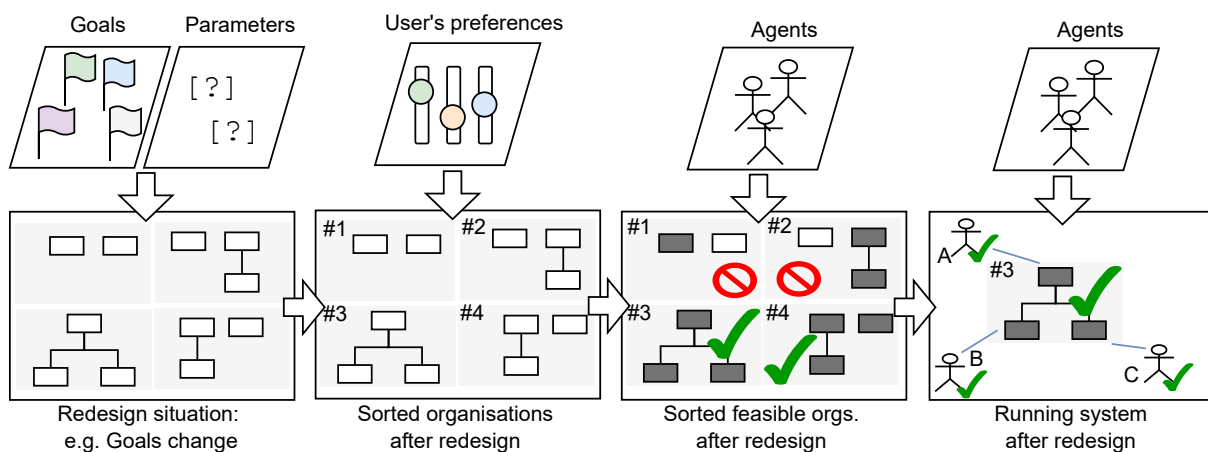 Goals
Parameters
User's preferences
Agents
Agents
[?]
[?]
#1
#2
#3
#4
#1
#2
#3
#4
A
#3
B
C
Redesign situation:
e.g. Goals change
Sorted organisations
after redesign
Sorted feasible orgs.
after redesign
Running system
after redesign